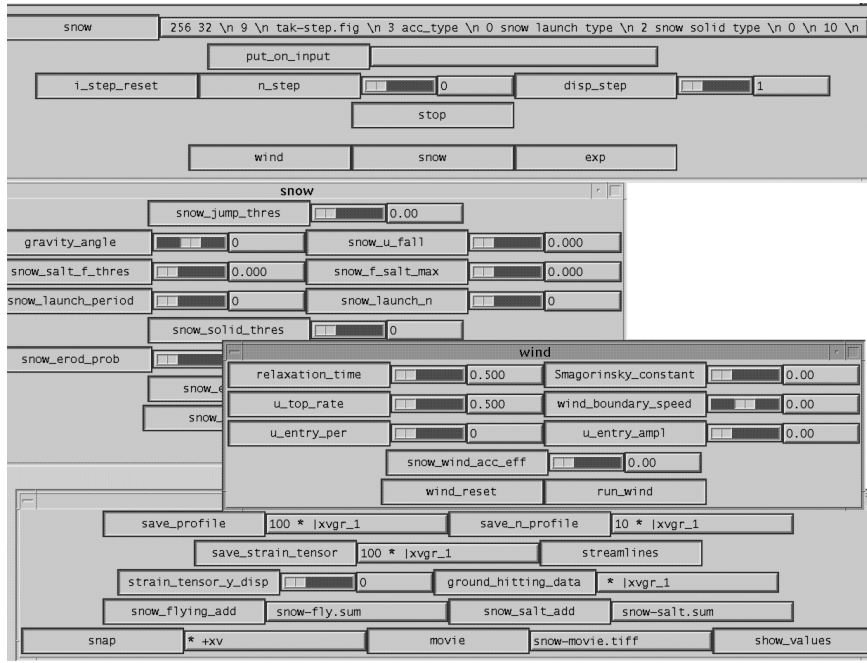 snow 256 32 \n 9 \n tak-step.fig \n 3 acc_type \n 0 snow launch type \n 2 snow solid type \n 0 \n 10 \n
put_on_input
i_step_reset n_step 0 disp_step 1
stop
wind snow exp
snow
snow_jump_thres 0.00
gravity_angle 0 snow_u_fall 0.000
snow_salt_f_thres 0.000 snow_f_salt_max 0.000
snow_launch_period 0 snow_launch_n 0
snow_solid_thres 0
snow_erod_prob
wind
relaxation_time 0.500 Smagorinsky_constant 0.00
u_top_rate 0.500 wind_boundary_speed 0.00
u_entry_per 0 u_entry_ampl 0.00
snow_wind_acc_eff 0.00
wind_reset run_wind
save_profile 100 * |xvgr_1 save_n_profile 10 * |xvgr_1
save_strain_tensor 100 * |xvgr_1 streamlines
strain_tensor_y_disp 0 ground_hitting_data * |xvgr_1
snow_flying_add snow-fly.sum snow_salt_add snow-salt.sum
snap * +xv movie snow-movie.tiff show_values